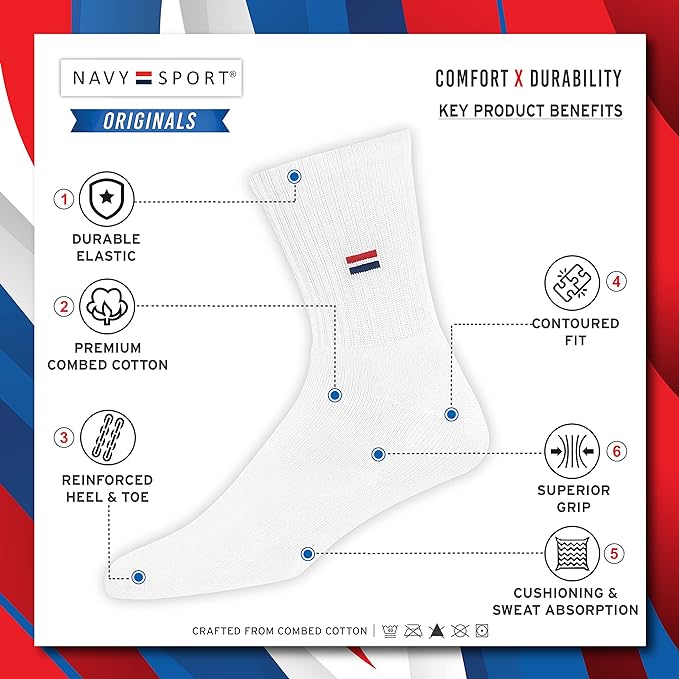 NAVY SPORT®
ORIGINALS
COMFORT X DURABILITY
KEY PRODUCT BENEFITS
1
DURABLE
ELASTIC
2
PREMIUM
COMBED COTTON
3
REINFORCED
HEEL & TOE
4
CONTOURED
FIT
6
SUPERIOR
GRIP
5
CUSHIONING &
SWEAT ABSORPTION
CRAFTED FROM COMBED COTTON |